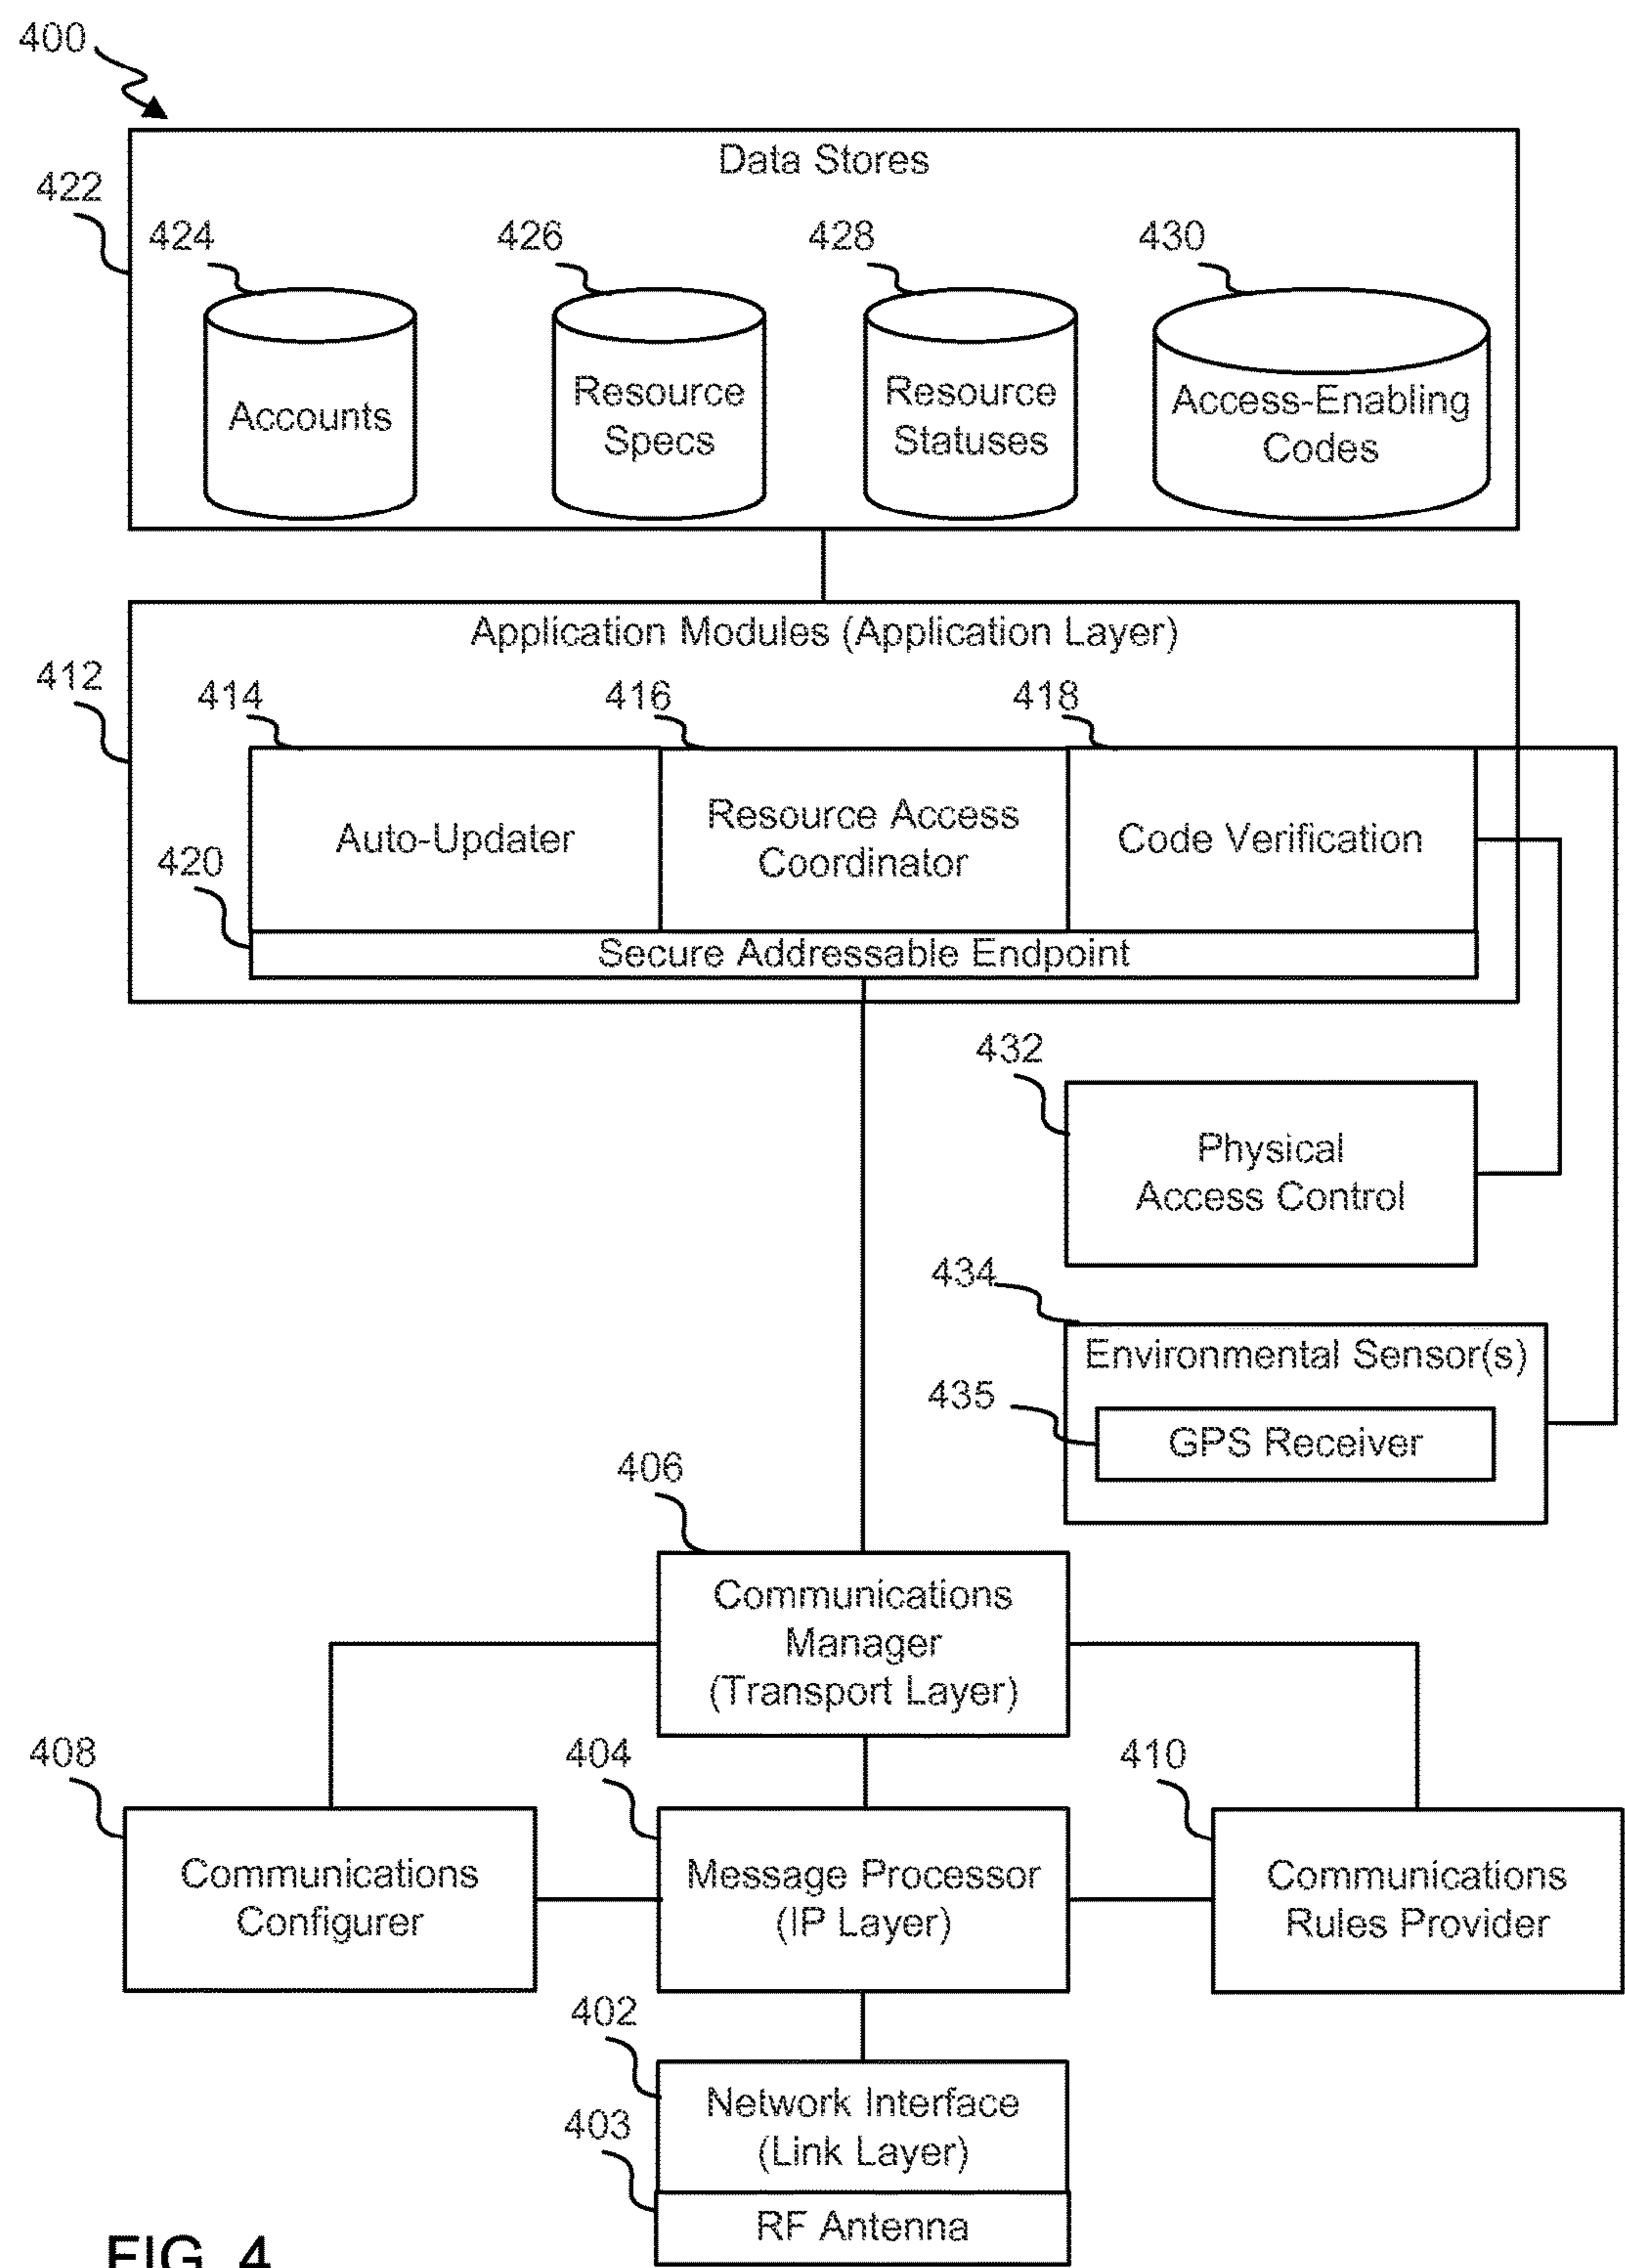 400
Data Stores
422
424
426
428
430
Accounts
Resource
Specs
Resource
Statuses
Access-Enabling
Codes
Application Modules (Application Layer)
412
414
416
418
Auto-Updater
Resource Access
Coordinator
Code Verification
420
Secure Addressable Endpoint
432
Physical
Access Control
434
Environmental Sensor(s)
435
GPS Receiver
406
Communications
Manager
(Transport Layer)
408
404
410
Communications
Configurer
Message Processor
(IP Layer)
Communications
Rules Provider
402
Network Interface
(Link Layer)
403
RF Antenna
FIG. 4